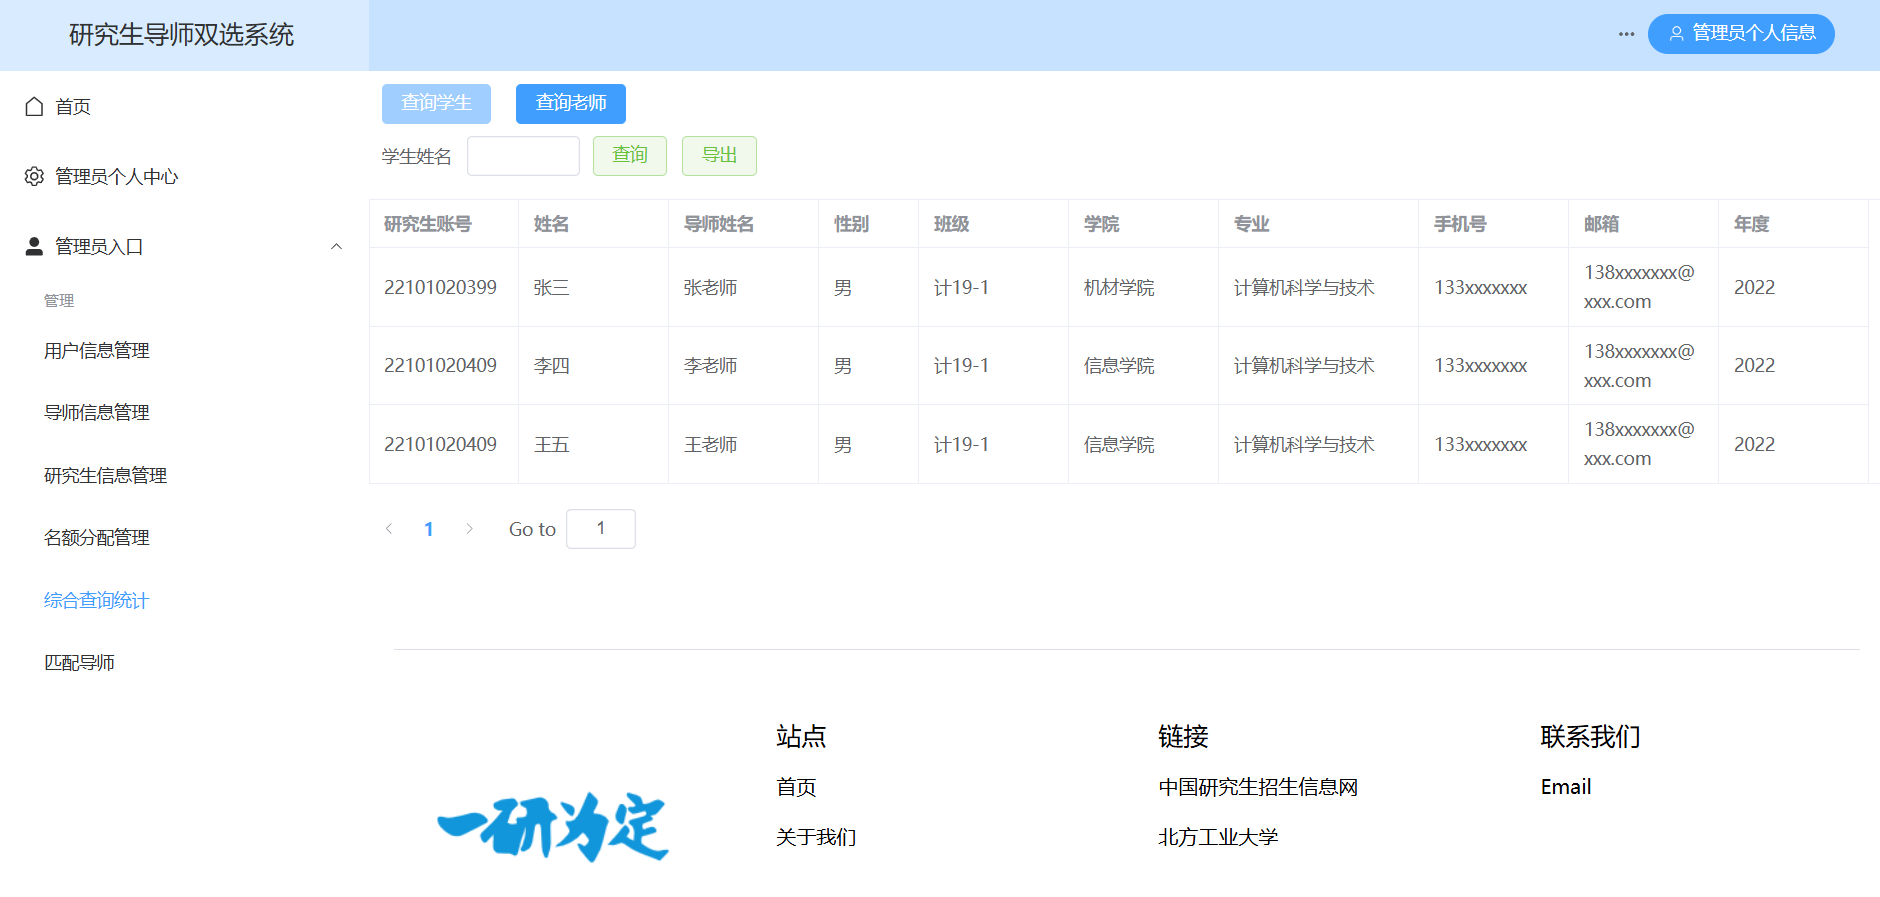 研究生导师双选系统
管理员个人信息
首页
管理员个人中心
管理员入口
管理
用户信息管理
导师信息管理
研究生信息管理
名额分配管理
综合查询统计
匹配导师
查询学生 查询老师
学生姓名 查询 导出
研究生账号 姓名 导师姓名 性别 班级 学院 专业 手机号 邮箱 年度
22101020399 张三 张老师 男 计19-1 机材学院 计算机科学与技术 133xxxxxxx 138xxxxxxx@xxx.com 2022
22101020409 李四 李老师 男 计19-1 信息学院 计算机科学与技术 133xxxxxxx 138xxxxxxx@xxx.com 2022
22101020409 王五 王老师 男 计19-1 信息学院 计算机科学与技术 133xxxxxxx 138xxxxxxx@xxx.com 2022
1 Go to 1
一研为定
站点
首页
关于我们
链接
中国研究生招生信息网
北方工业大学
联系我们
Email